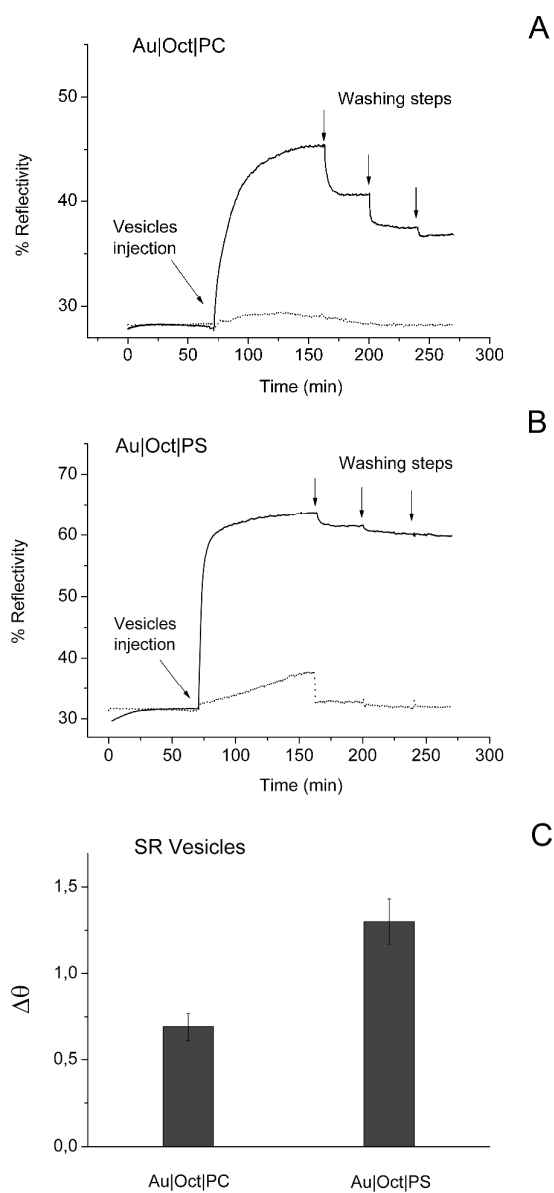 A
Au|Oct|PC
50
40
30
% Reflectivity
Washing steps
Vesicles
injection
0
50
100
150
200
250
300
Time (min)
B
Au|Oct|PS
70
60
50
40
30
% Reflectivity
Washing steps
Vesicles
injection
0
50
100
150
200
250
300
Time (min)
C
SR Vesicles
1,5
1,0
0,5
0,0
Δθ
Au|Oct|PC
Au|Oct|PS